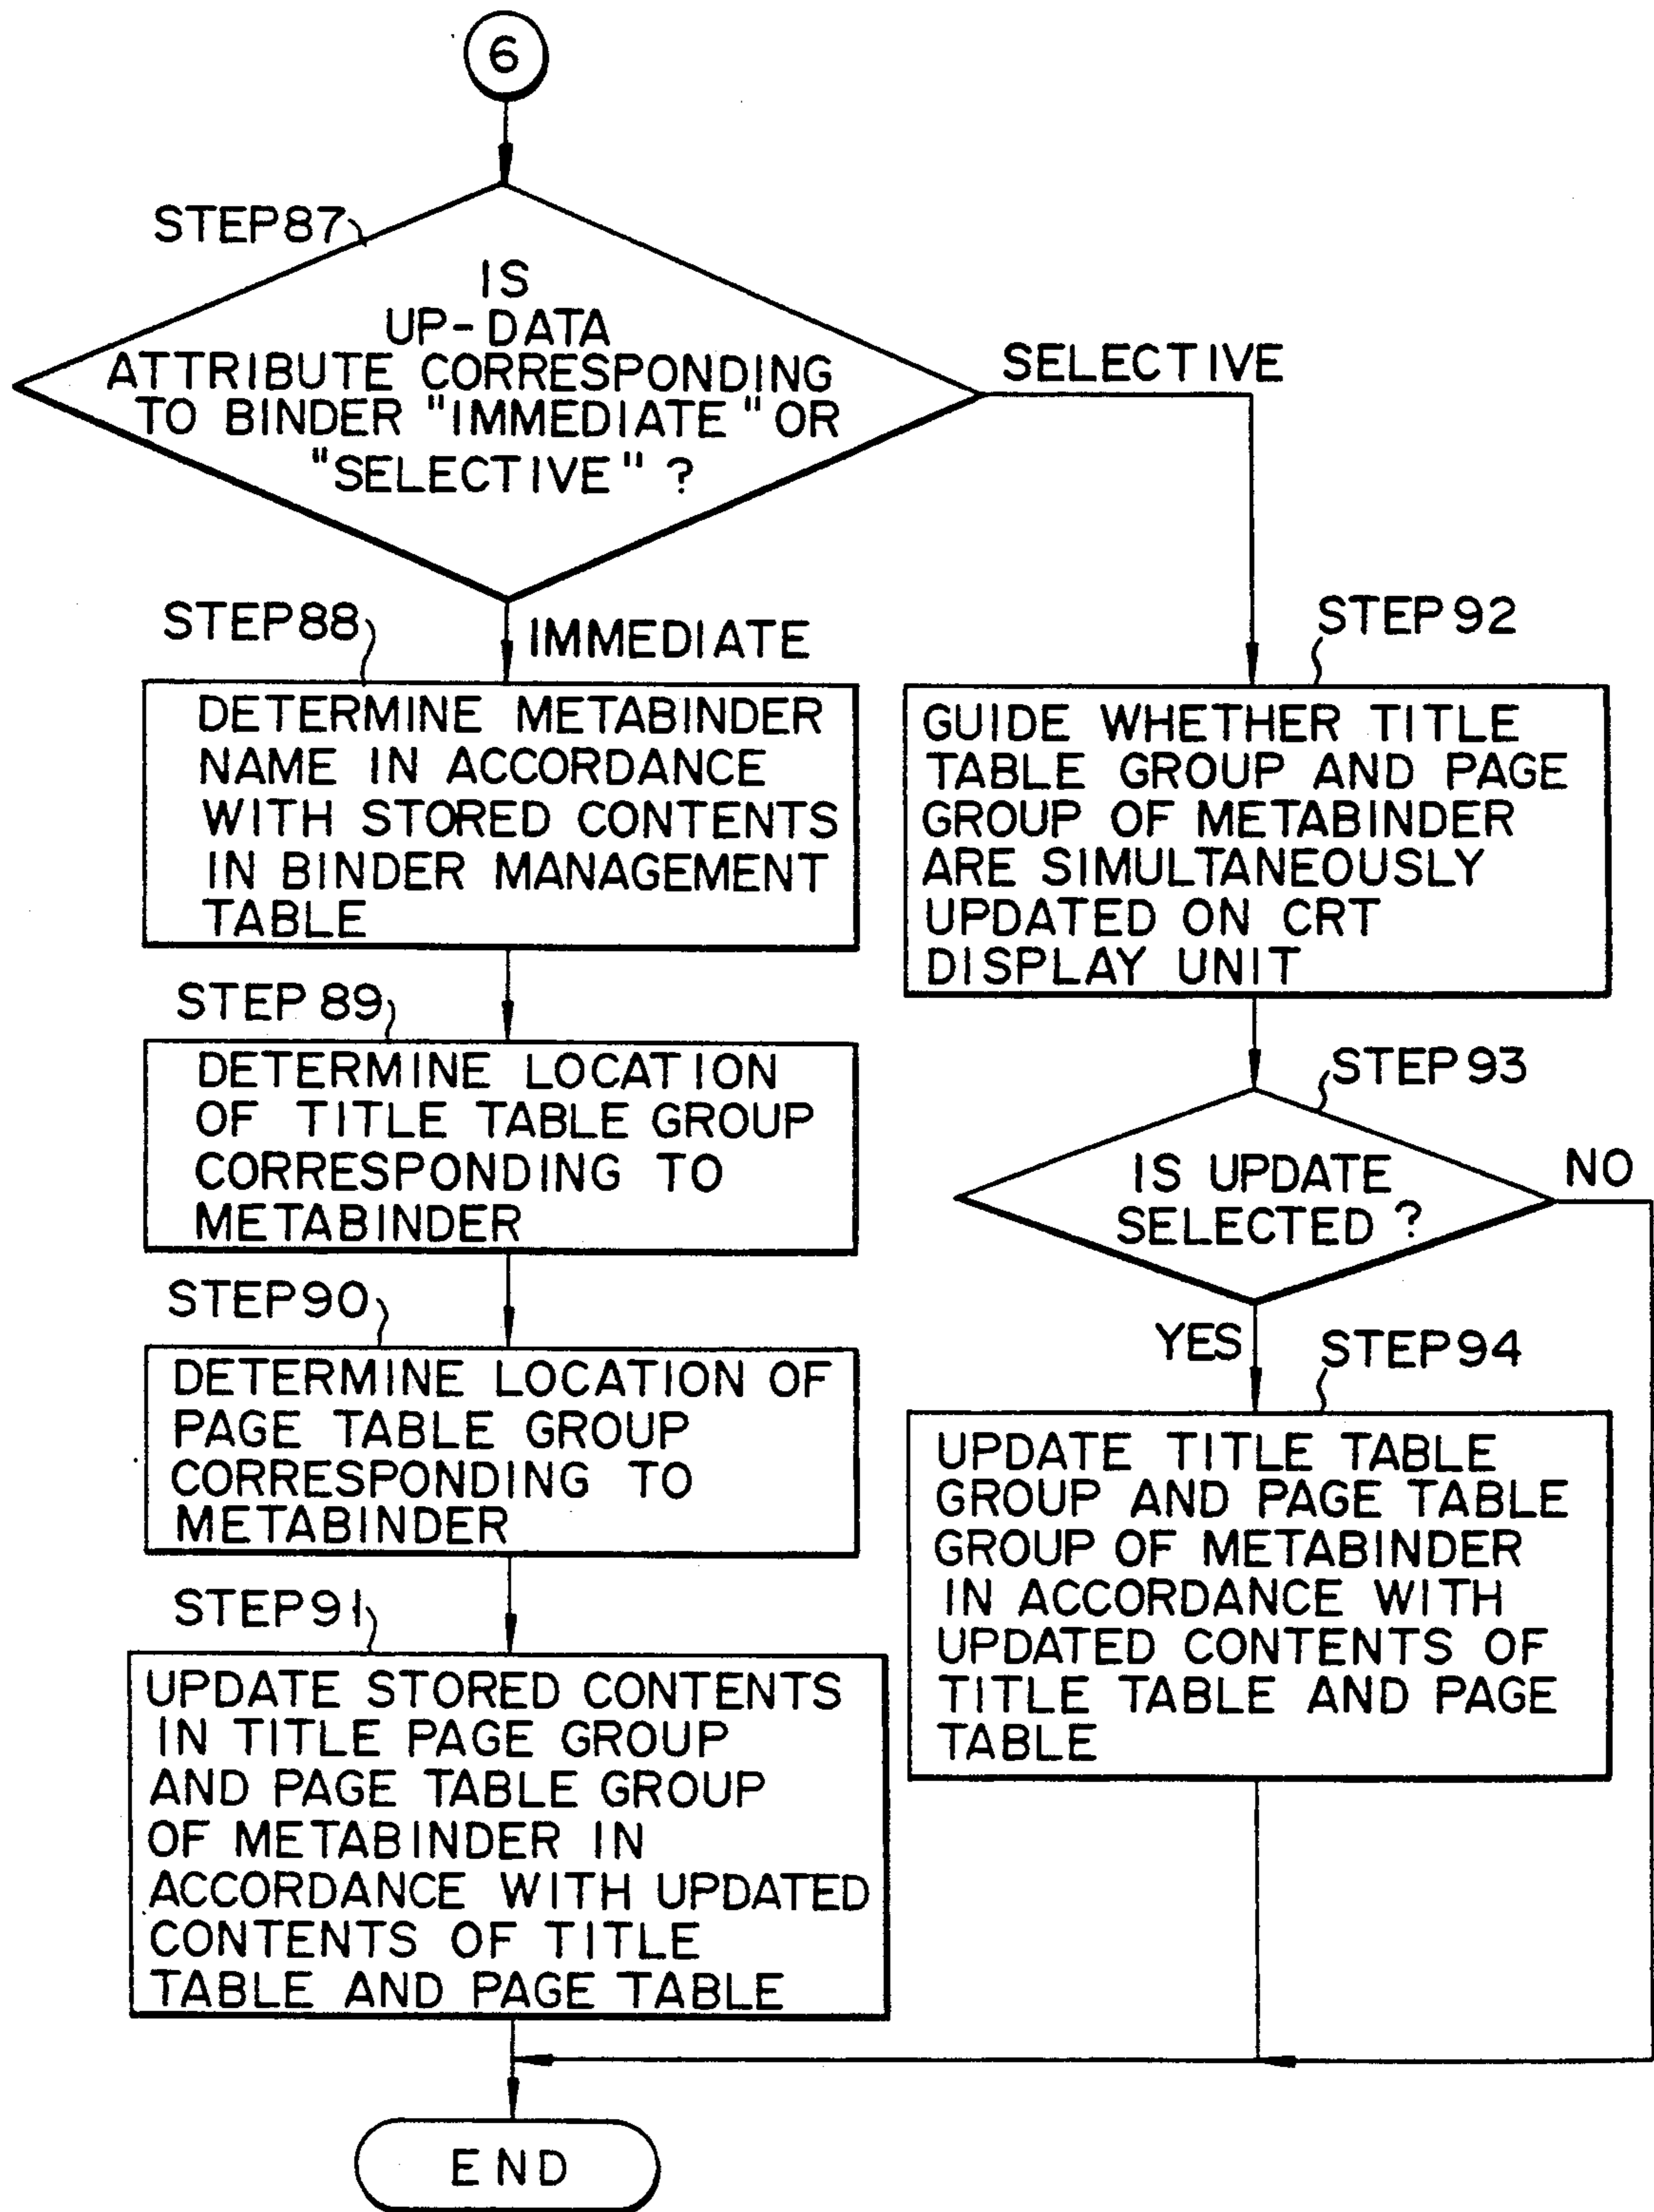 6
STEP87
IS
UP-DATA
ATTRIBUTE CORRESPONDING
TO BINDER "IMMEDIATE" OR
"SELECTIVE" ?
SELECTIVE
IMMEDIATE
STEP88
DETERMINE METABINDER
NAME IN ACCORDANCE
WITH STORED CONTENTS
IN BINDER MANAGEMENT
TABLE
STEP 89
DETERMINE LOCATION
OF TITLE TABLE GROUP
CORRESPONDING TO
METABINDER
STEP90
DETERMINE LOCATION OF
PAGE TABLE GROUP
CORRESPONDING TO
METABINDER
STEP91
UPDATE STORED CONTENTS
IN TITLE PAGE GROUP
AND PAGE TABLE GROUP
OF METABINDER IN
ACCORDANCE WITH UPDATED
CONTENTS OF TITLE
TABLE AND PAGE TABLE
STEP92
GUIDE WHETHER TITLE
TABLE GROUP AND PAGE
GROUP OF METABINDER
ARE SIMULTANEOUSLY
UPDATED ON CRT
DISPLAY UNIT
STEP93
IS UPDATE
SELECTED ?
NO
YES
STEP94
UPDATE TITLE TABLE
GROUP AND PAGE TABLE
GROUP OF METABINDER
IN ACCORDANCE WITH
UPDATED CONTENTS OF
TITLE TABLE AND PAGE
TABLE
END